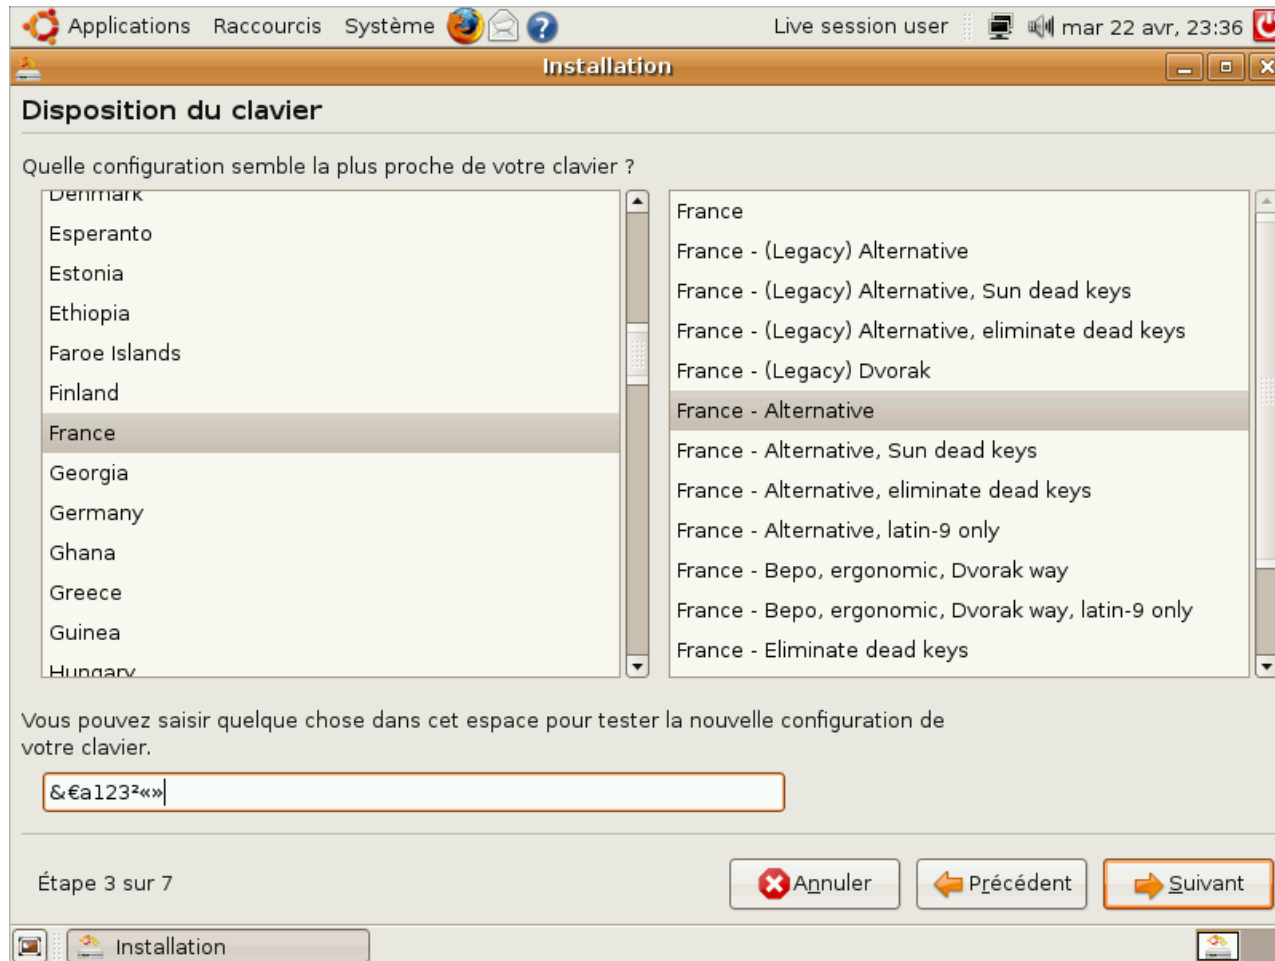 Applications Raccourcis Système Live session user mar 22 avr, 23:36
Installation
Disposition du clavier
Quelle configuration semble la plus proche de votre clavier ?
Denmark
Esperanto
Estonia
Ethiopia
Faroe Islands
Finland
France
Georgia
Germany
Ghana
Greece
Guinea
Hungary
France
France - (Legacy) Alternative
France - (Legacy) Alternative, Sun dead keys
France - (Legacy) Alternative, eliminate dead keys
France - (Legacy) Dvorak
France - Alternative
France - Alternative, Sun dead keys
France - Alternative, eliminate dead keys
France - Alternative, latin-9 only
France - Bepo, ergonomic, Dvorak way
France - Bepo, ergonomic, Dvorak way, latin-9 only
France - Eliminate dead keys
Vous pouvez saisir quelque chose dans cet espace pour tester la nouvelle configuration de
votre clavier.
&€a123²«»
Étape 3 sur 7
Annuler Précédent Suivant
Installation